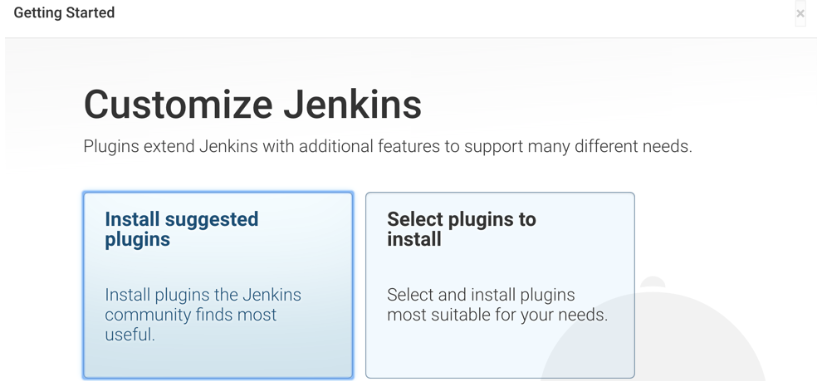 Getting Started
×
Customize Jenkins
Plugins extend Jenkins with additional features to support many different needs.
Install suggested
plugins
Install plugins the Jenkins
community finds most
useful.
Select plugins to
install
Select and install plugins
most suitable for your needs.